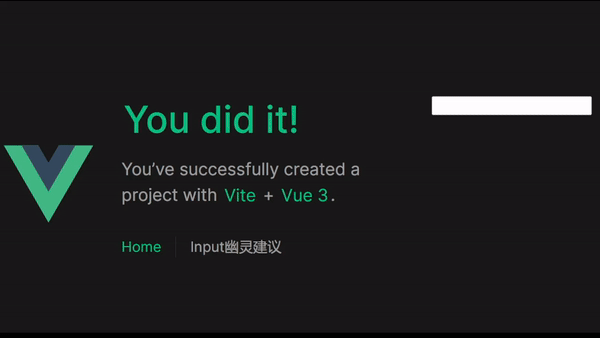 You did it!
You’ve successfully created a
project with Vite + Vue 3.
Home
Input幽灵建议